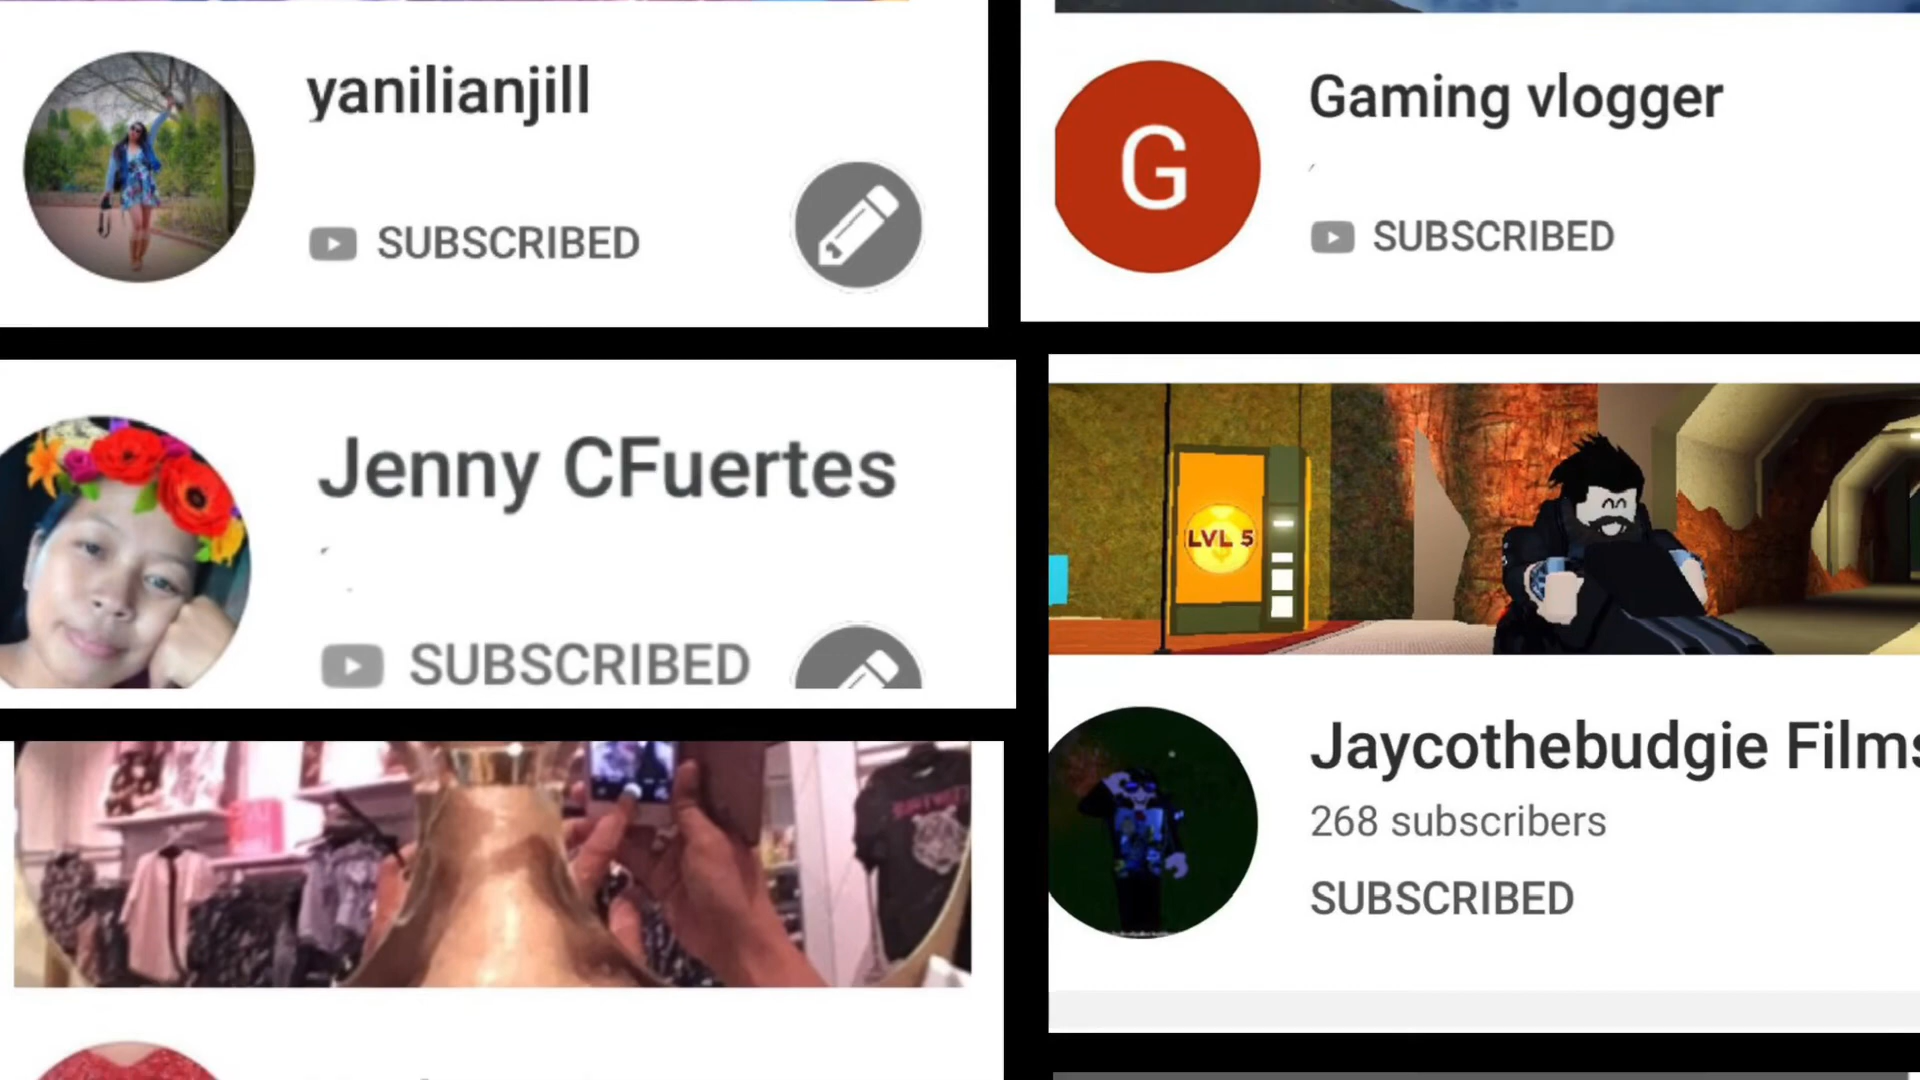 yanilianjill
SUBSCRIBED
Gaming vlogger
G
SUBSCRIBED
Jenny CFuertes
SUBSCRIBED
LVL 5
Jaycothebudgie Films
268 subscribers
SUBSCRIBED